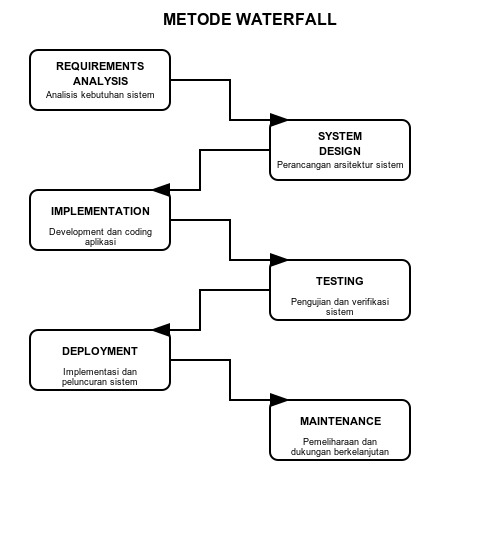 METODE WATERFALL
REQUIREMENTS
ANALYSIS
Analisis kebutuhan sistem
SYSTEM
DESIGN
Perancangan arsitektur sistem
IMPLEMENTATION
Development dan coding
aplikasi
TESTING
Pengujian dan verifikasi
sistem
DEPLOYMENT
Implementasi dan
peluncuran sistem
MAINTENANCE
Pemeliharaan dan
dukungan berkelanjutan